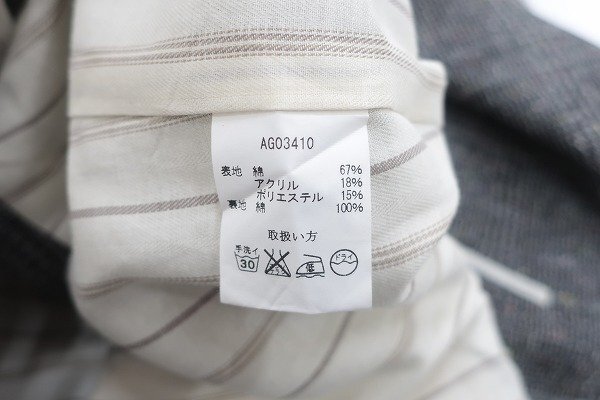 AG03410
表地 綿 67%
アクリル 18%
ポリエステル 15%
裏地 綿 100%
取扱い方
手洗イ 30 低 ドライ